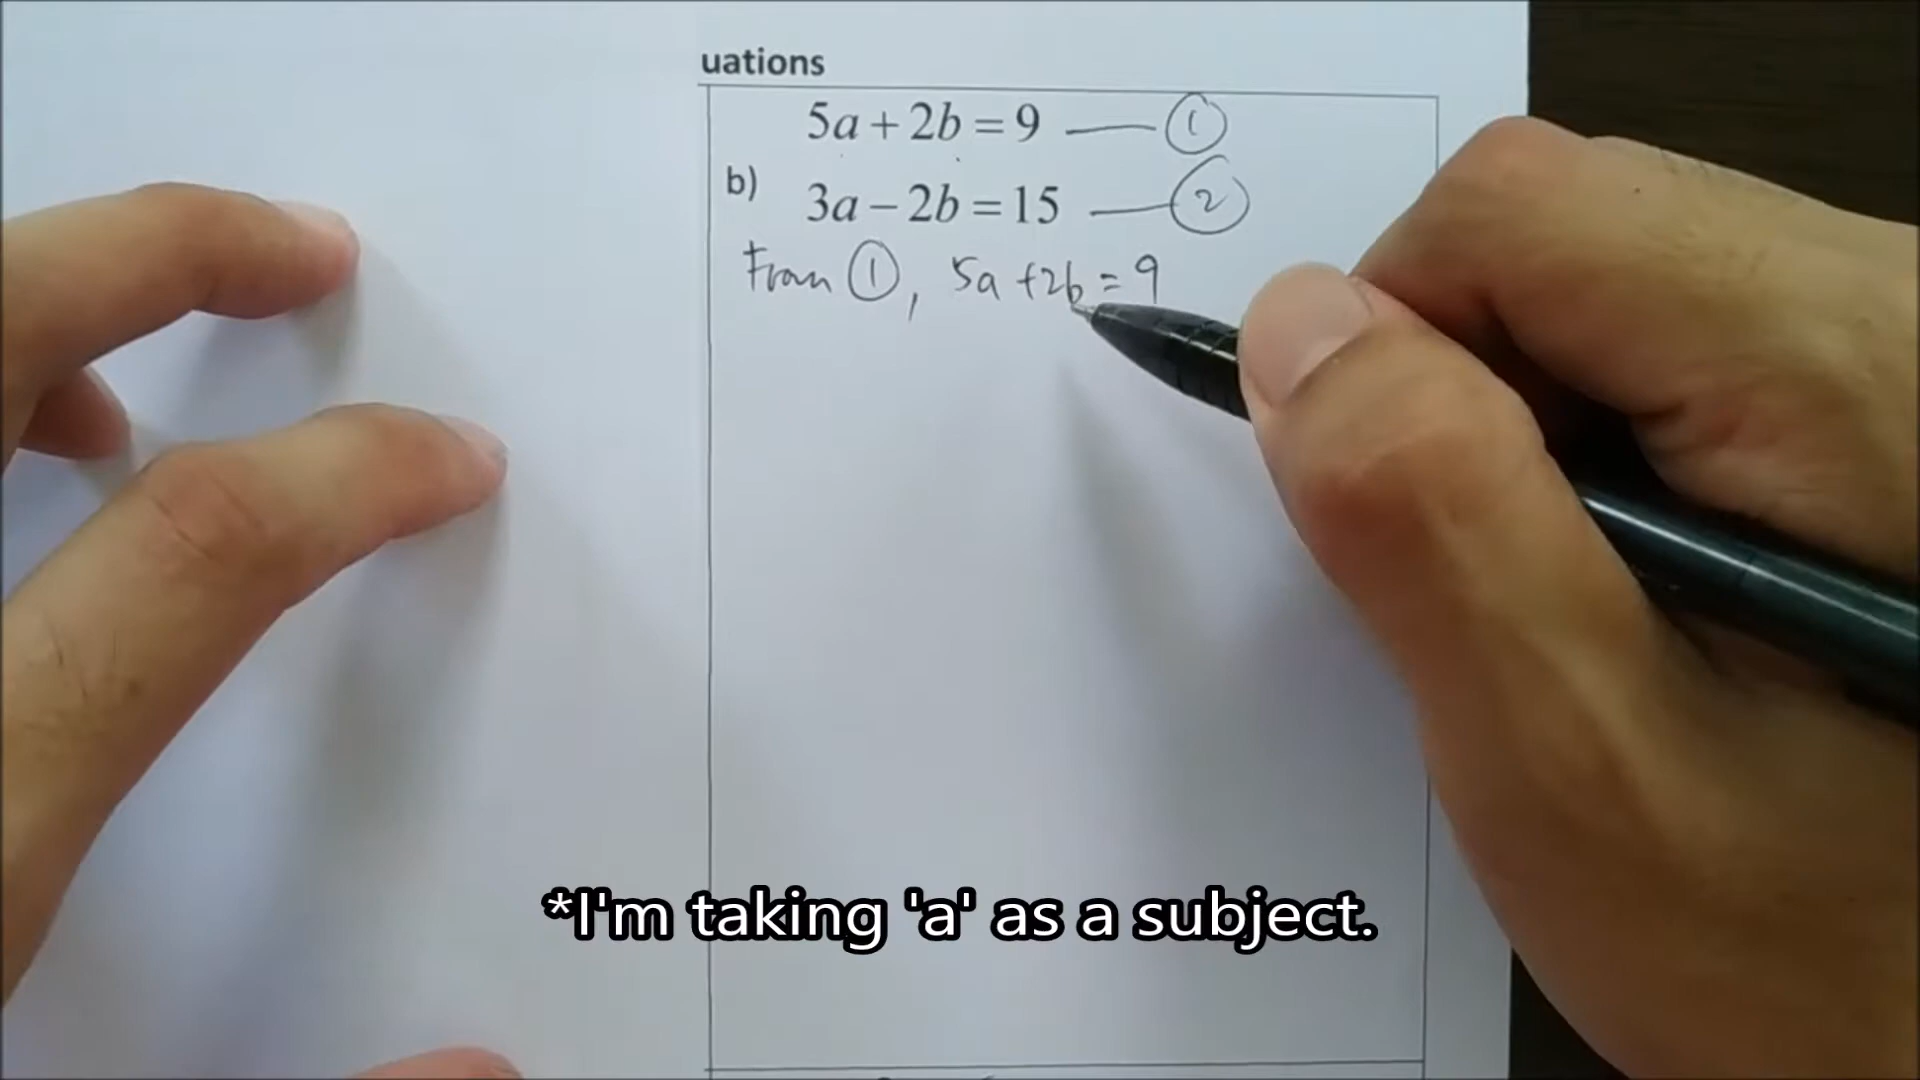 uations
5a + 2b = 9 —— ①
b)
3a − 2b = 15 —— ②
From ①, 5a + 2b = 9
*I'm taking 'a' as a subject.